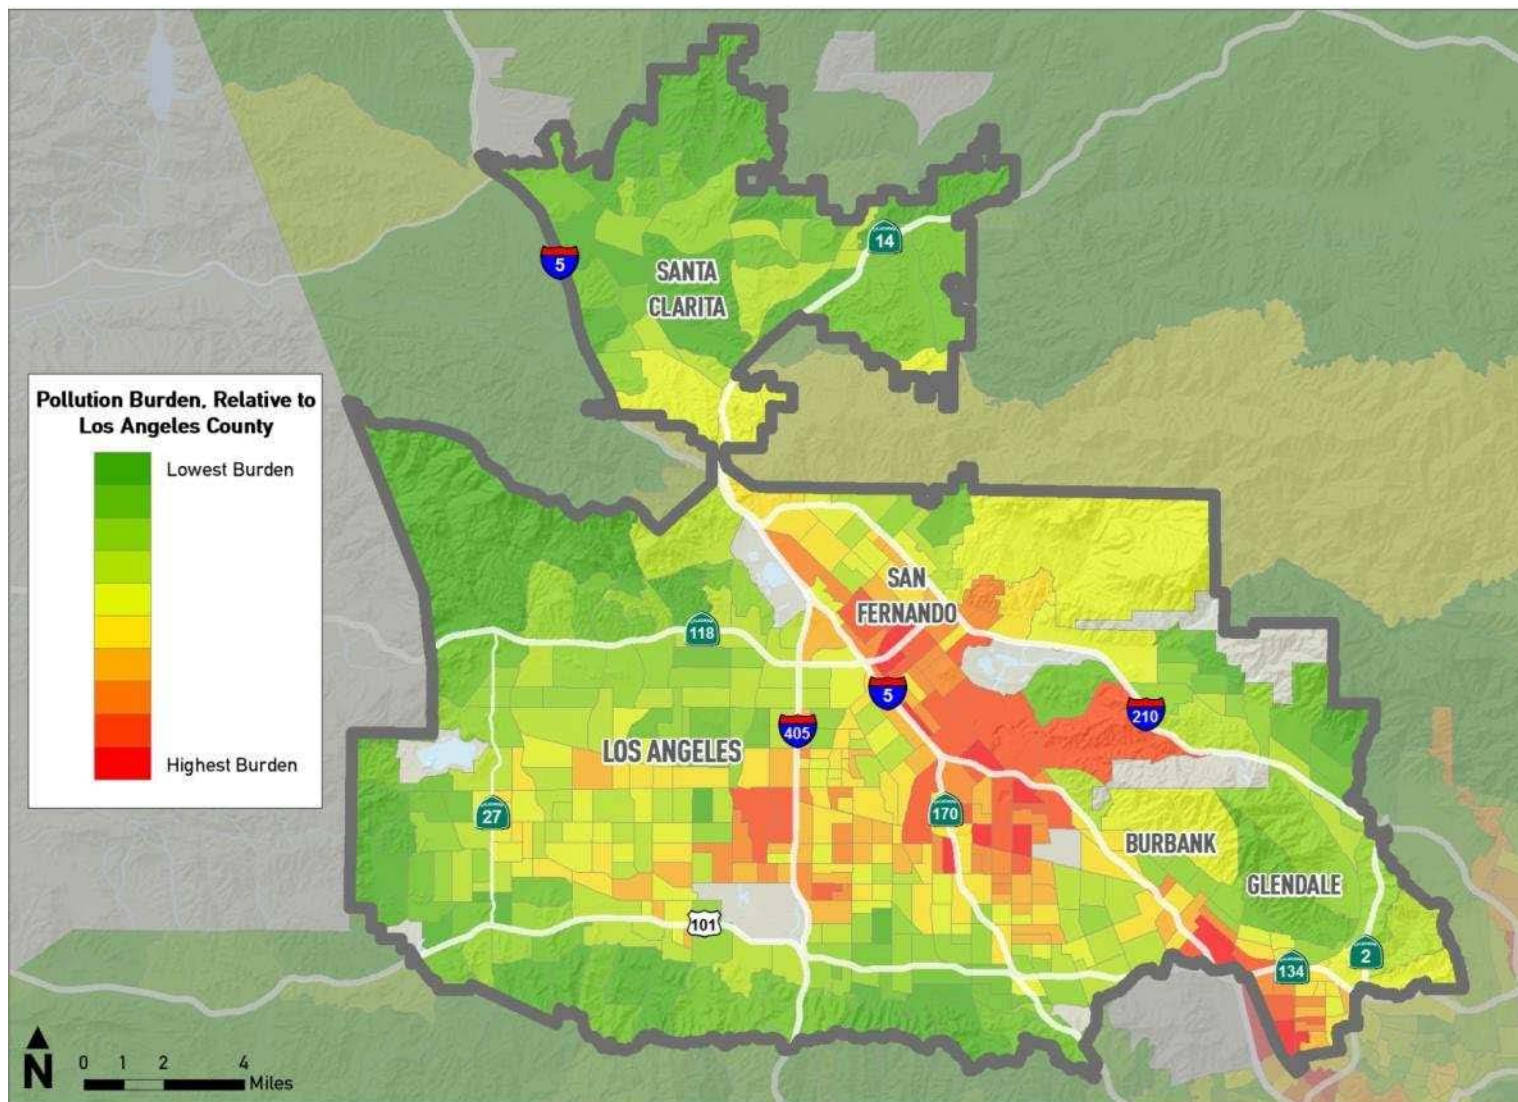 14
5
SANTA
CLARITA
Pollution Burden, Relative to
Los Angeles County
Lowest Burden
Highest Burden
SAN
FERNANDO
118
5
405
210
LOS ANGELES
27
170
BURBANK
GLENDALE
101
2
134
N
0 1 2 4
Miles